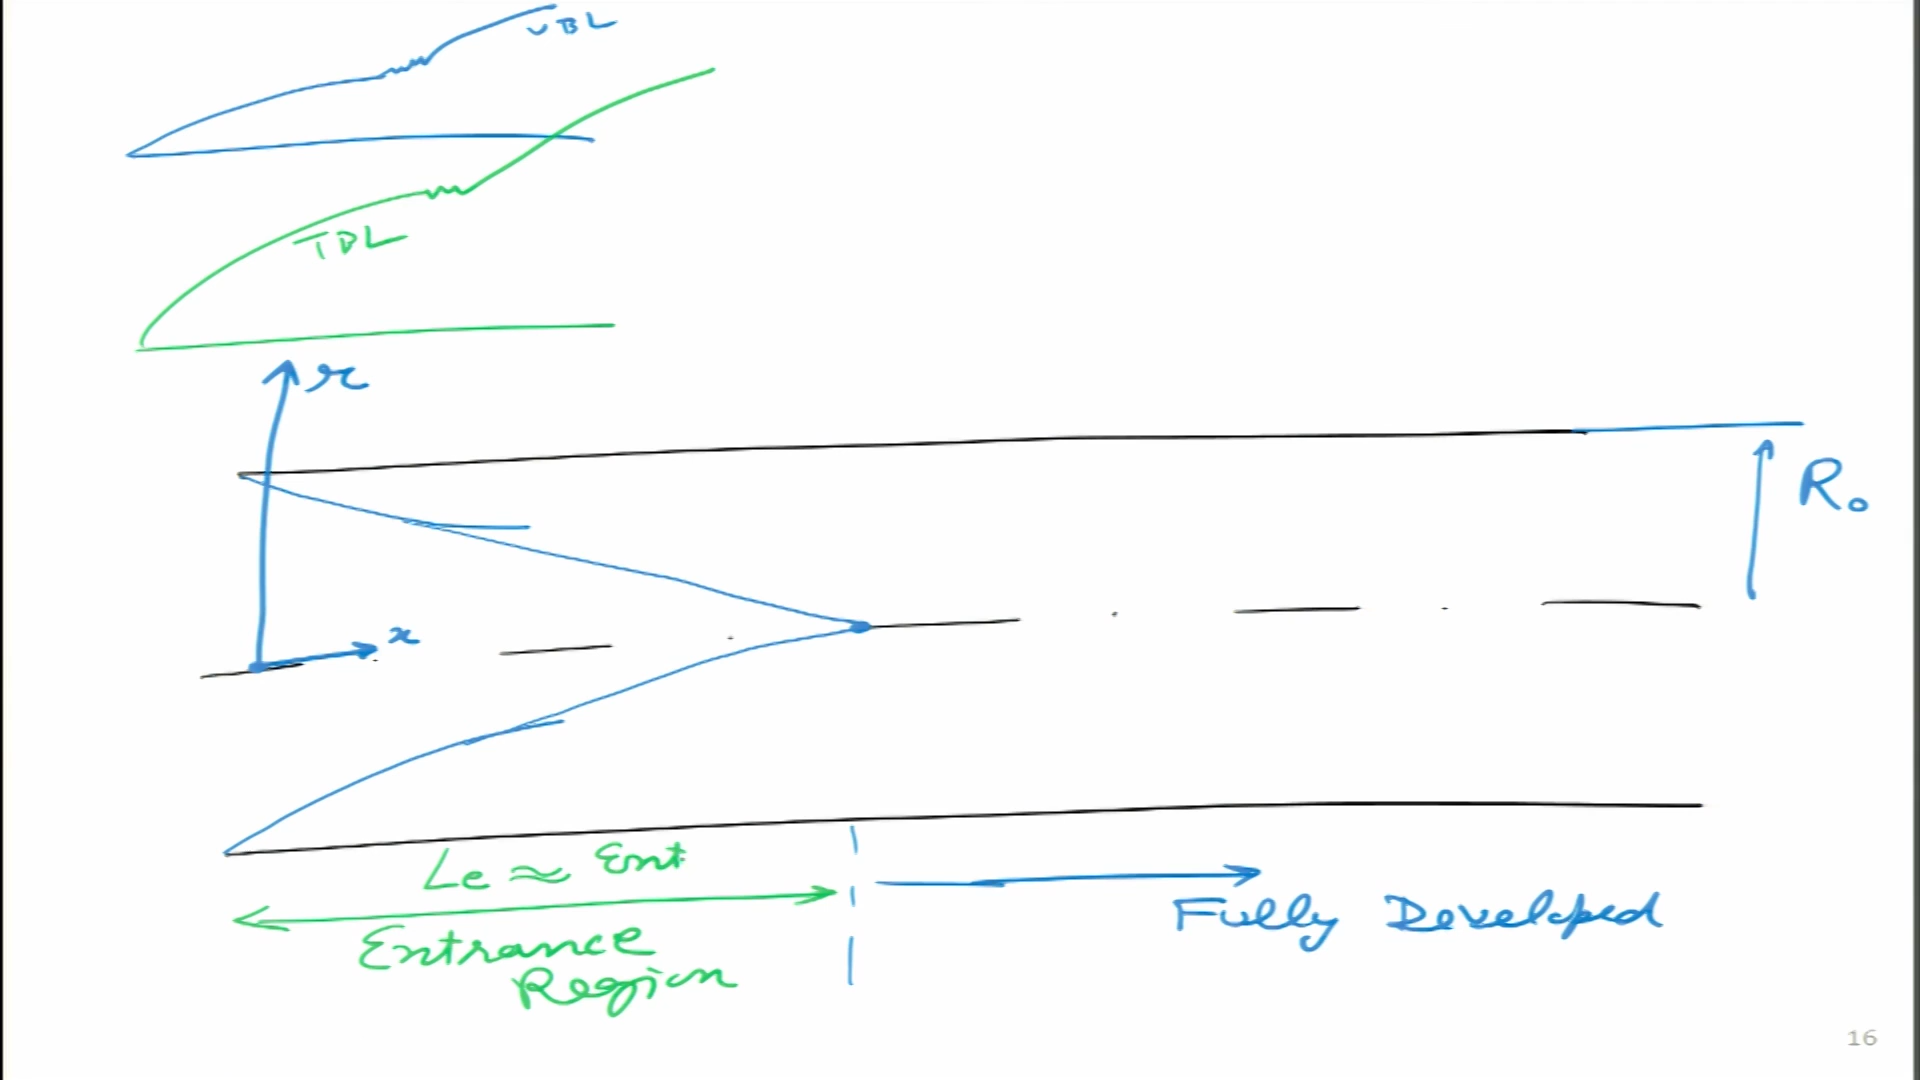 VBL
TBL
r
R₀
x
Le ≈ Ent
Entrance
Region
Fully Developed
16